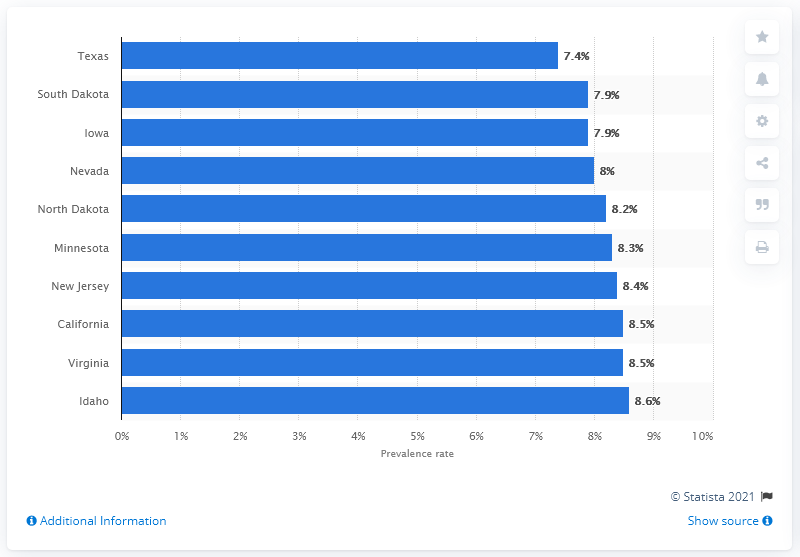 Texas 7.4%
South Dakota 7.9%
Iowa 7.9%
Nevada 8%
North Dakota 8.2%
Minnesota 8.3%
New Jersey 8.4%
California 8.5%
Virginia 8.5%
Idaho 8.6%
0% 1% 2% 3% 4% 5% 6% 7% 8% 9% 10%
Prevalence rate
© Statista 2021
Additional Information Show source